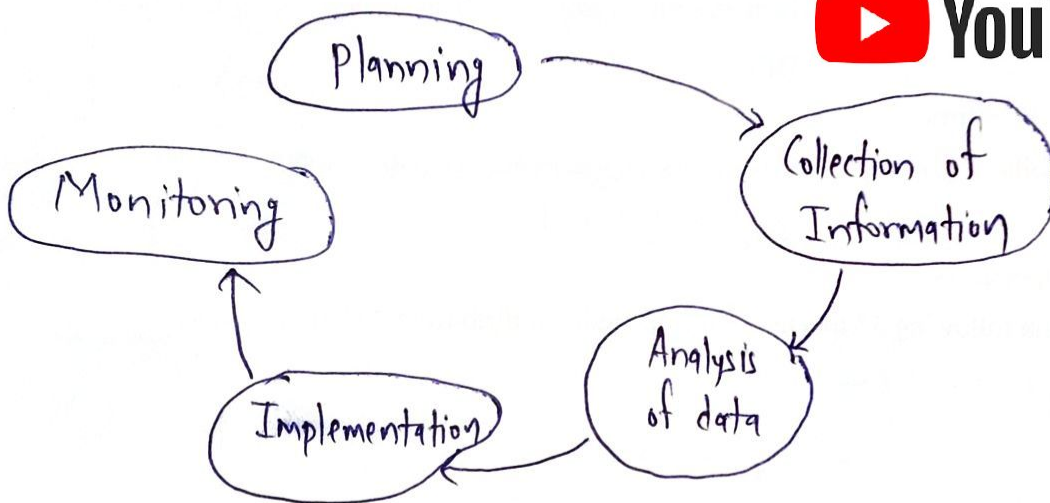 You
Planning
Collection of
Information
Monitoring
Analysis
of data
Implementation